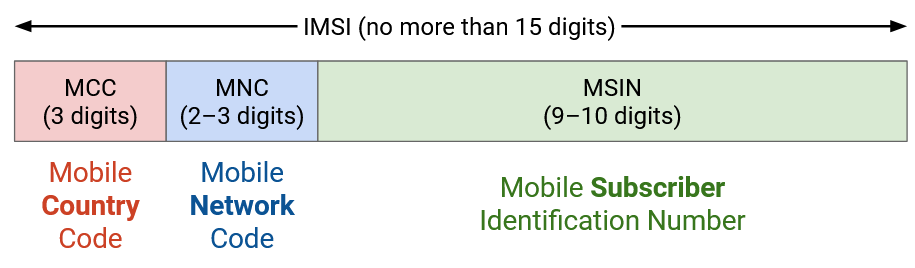 IMSI (no more than 15 digits)
MCC
(3 digits)
MNC
(2–3 digits)
MSIN
(9–10 digits)
Mobile
Country
Code
Mobile
Network
Code
Mobile Subscriber
Identification Number